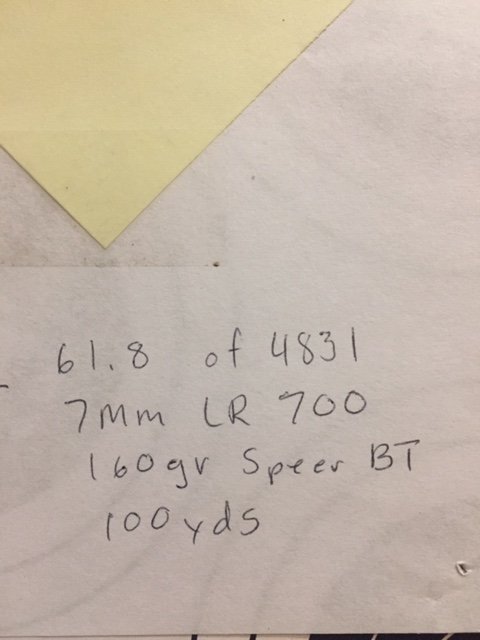 61.8 of 4831
7mm LR 700
160gr Speer BT
100yds